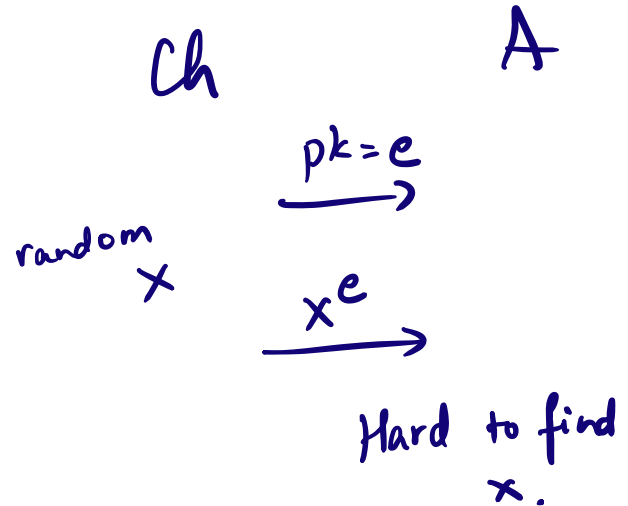 Ch A
pk = e
random
x
x^e
Hard to find
x.